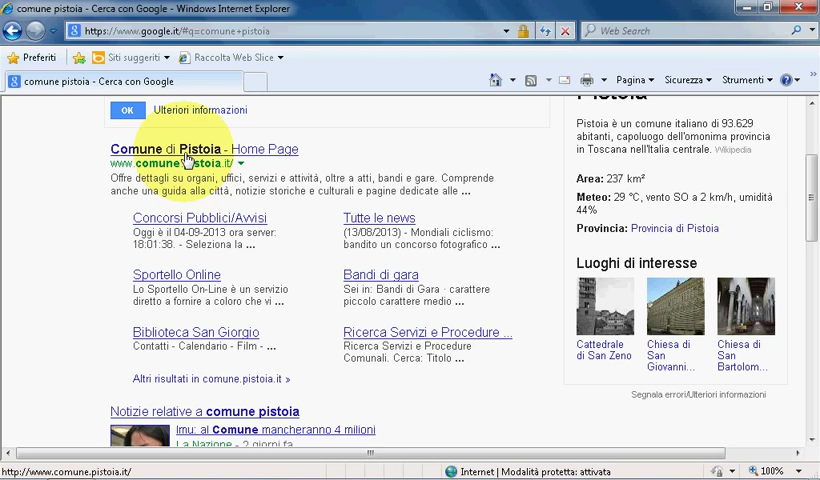 comune pistoia - Cerca con Google - Windows Internet Explorer
https://www.google.it/#q=comune+pistoia
Web Search
Preferiti
Siti suggeriti
Raccolta Web Slice
comune pistoia - Cerca con Google
Pagina
Sicurezza
Strumenti
OK
Ulteriori informazioni
Comune di Pistoia - Home Page
www.comune.pistoia.it/
Offre dettagli su organi, uffici, servizi e attività, oltre a atti, bandi e gare. Comprende
anche una guida alla città, notizie storiche e culturali e pagine dedicate alle ...
Concorsi Pubblici/Avvisi
Oggi è il 04-09-2013 ora server:
18:01:38. - Seleziona la ...
Tutte le news
(13/08/2013) - Mondiali ciclismo:
bandito un concorso fotografico ...
Sportello Online
Lo Sportello On-Line è un servizio
diretto a fornire a coloro che vi ...
Bandi di gara
Sei in: Bandi di Gara · carattere
piccolo carattere medio ...
Biblioteca San Giorgio
Contatti - Calendario - Film - ...
Ricerca Servizi e Procedure ...
Ricerca Servizi e Procedure
Comunali. Cerca: Titolo ...
Altri risultati in comune.pistoia.it »
Notizie relative a comune pistoia
Imu: al Comune mancheranno 4 milioni
La Nazione - 2 giorni fa
Pistoia
Pistoia è un comune italiano di 93.629
abitanti, capoluogo dell'omonima provincia
in Toscana nell'Italia centrale. Wikipedia
Area: 237 km²
Meteo: 29 °C, vento SO a 2 km/h, umidità
44%
Provincia: Provincia di Pistoia
Luoghi di interesse
Cattedrale
di San Zeno
Chiesa di
San
Giovanni...
Chiesa di
San
Bartolom...
Segnala errori/Ulteriori informazioni
http://www.comune.pistoia.it/
Internet | Modalità protetta: attivata
100%